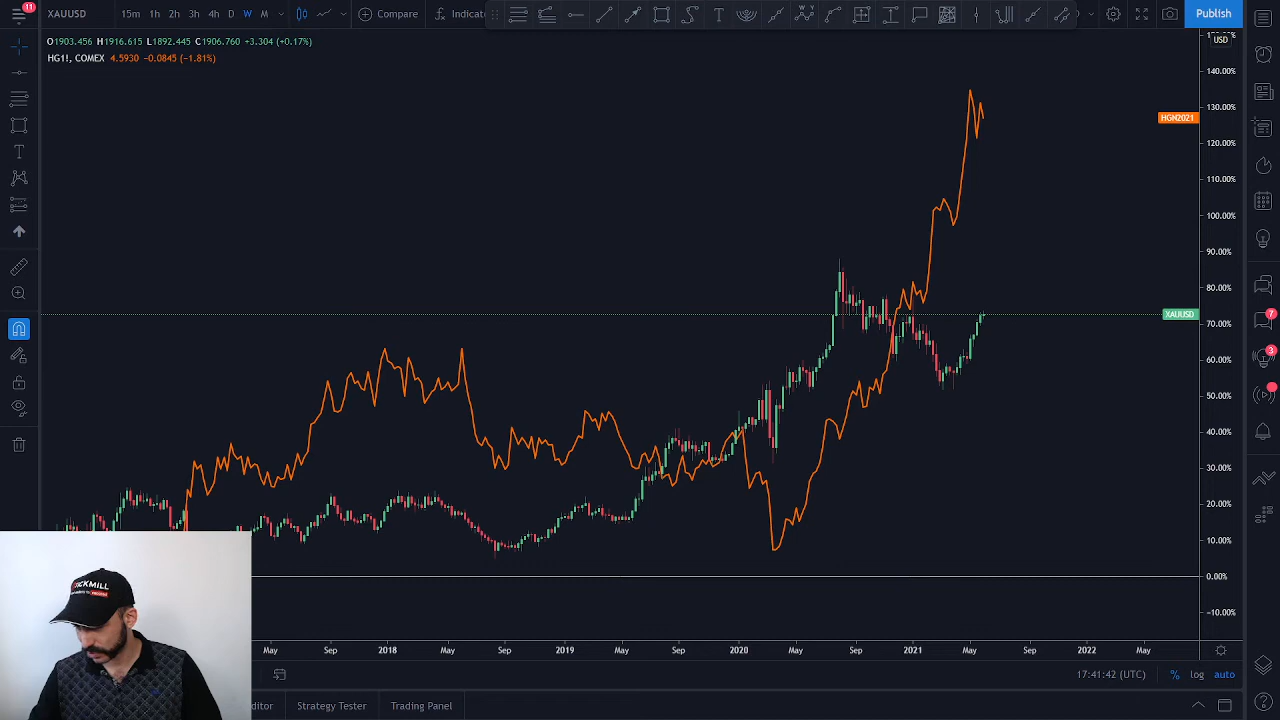 11
XAUUSD 15m 1h 2h 3h 4h D W M Compare Indicat Publish
O1903.456 H1916.615 L1892.445 C1906.760 +3.304 (+0.17%)
HG1!, COMEX 4.5930 -0.0845 (-1.81%)
USD
140.00%
130.00%
HGN2021
120.00%
110.00%
100.00%
90.00%
80.00%
XAUUSD
70.00%
60.00%
50.00%
40.00%
30.00%
20.00%
10.00%
0.00%
-10.00%
7
3
May Sep 2018 May Sep 2019 May Sep 2020 May Sep 2021 May Sep 2022 May
17:41:42 (UTC) % log auto
ditor Strategy Tester Trading Panel